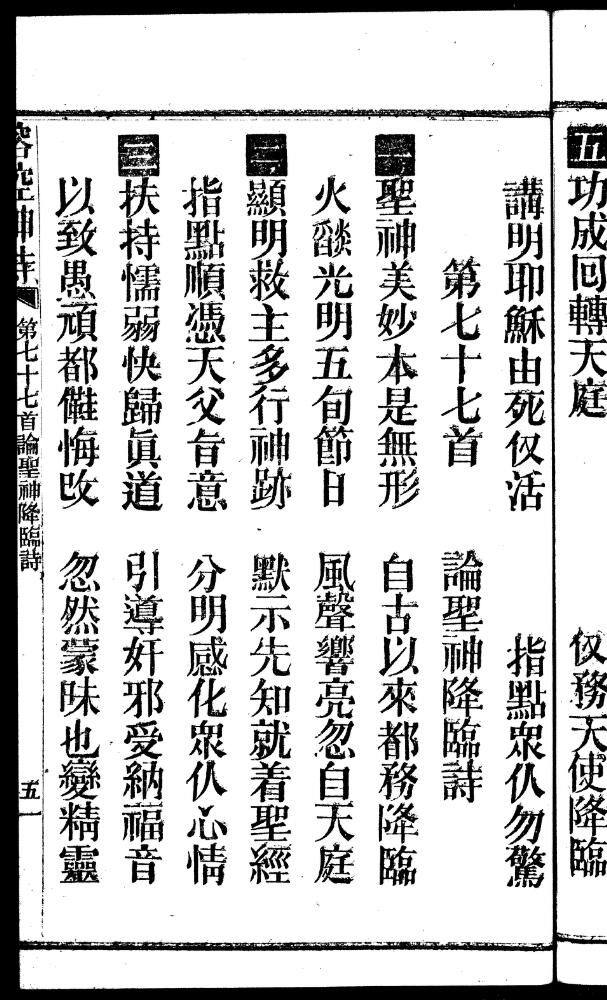 五 功成回轉天庭 仅務天使降臨
講明耶穌由死仅活 指點衆仈勿驚
第七十七首 論聖神降臨詩
一 聖神美妙本是無形 自古以來都務降臨
火燄光明五旬節日 風聲響亮忽自天庭
二 顯明救主多行神跡 默示先知就着聖經
指點順憑天父旨意 分明感化衆仈心情
三 扶持懦弱快歸眞道 引導奸邪愛納福音
以致愚頑都僆悔改 忽然蒙昧也變精靈
榕腔神詩 第七十七首論聖神降臨詩 五